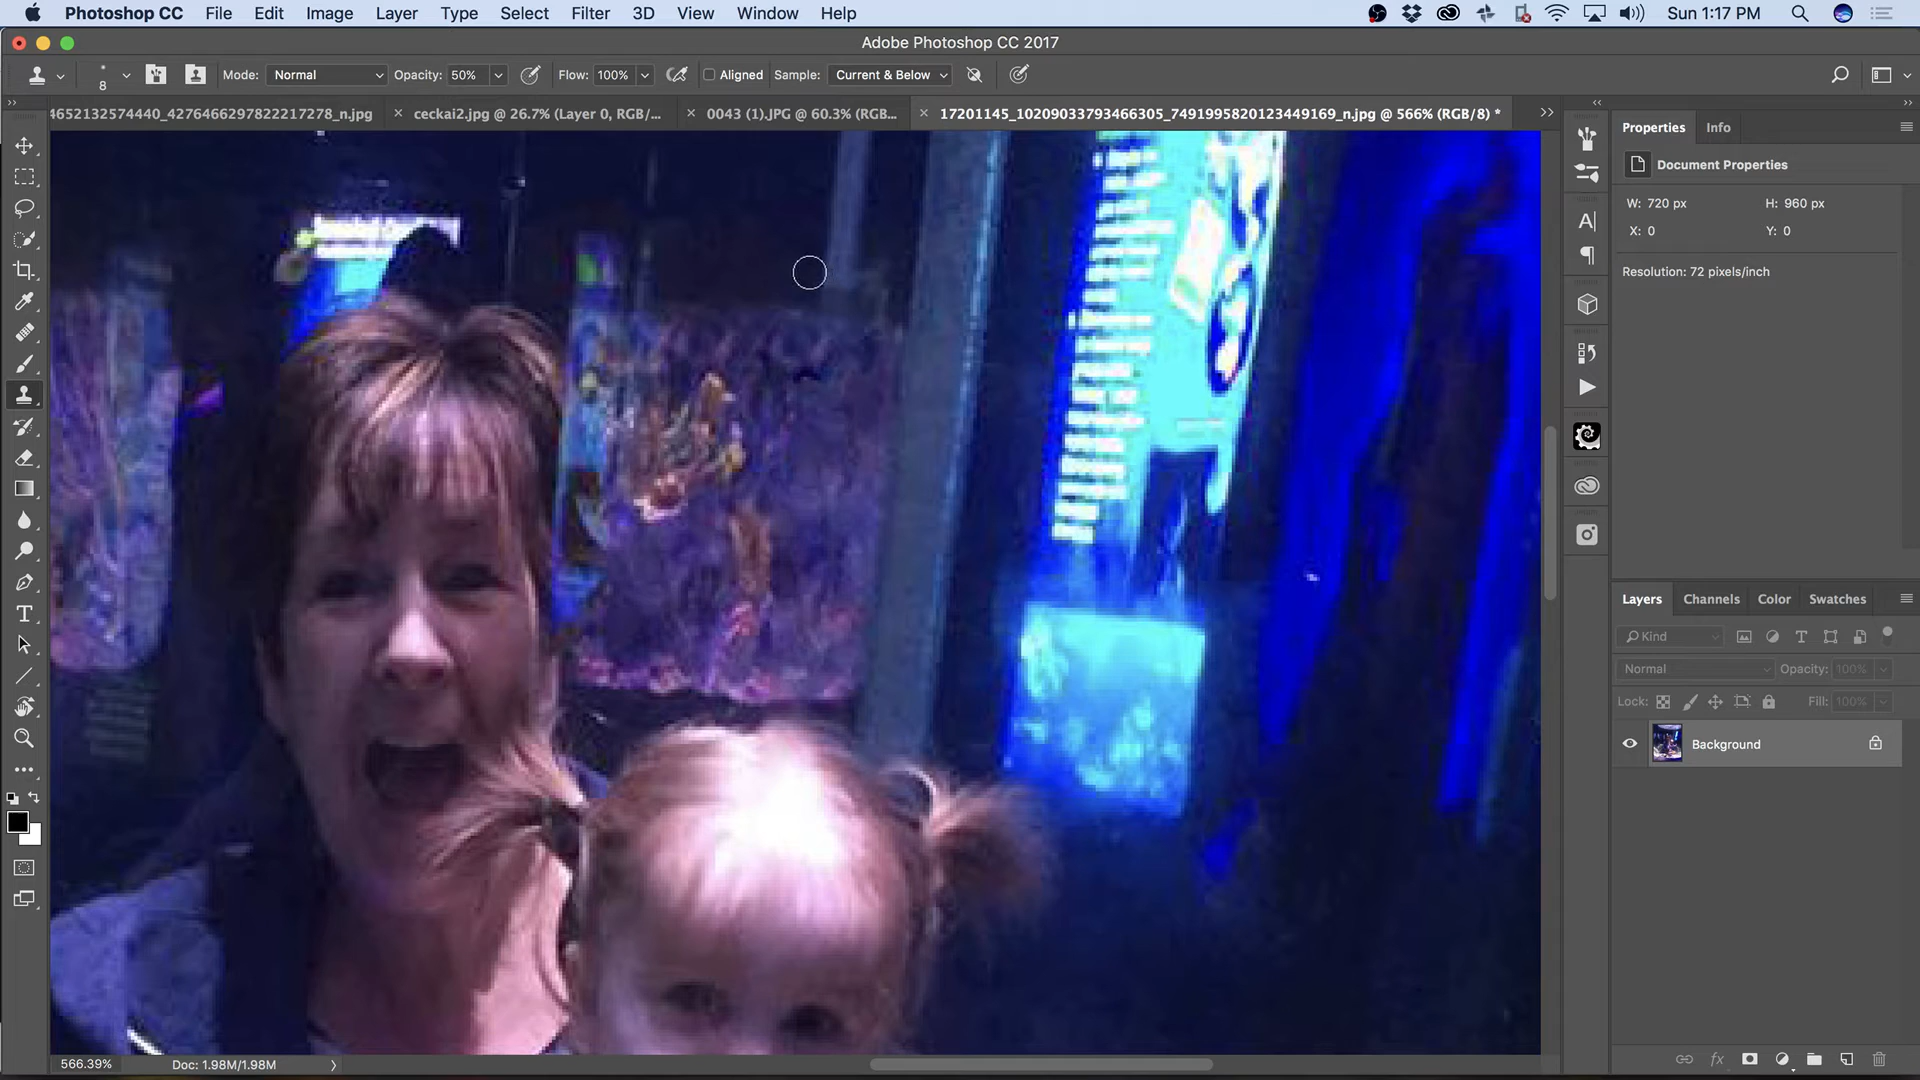 Photoshop CC File Edit Image Layer Type Select Filter 3D View Window Help Sun 1:17 PM
Adobe Photoshop CC 2017
8 Mode: Normal Opacity: 50% Flow: 100% Aligned Sample: Current & Below
4652132574440_4276466297822217278_n.jpg ceckai2.jpg @ 26.7% (Layer 0, RGB/... 0043 (1).JPG @ 60.3% (RGB... 17201145_10209033793466305_7491995820123449169_n.jpg @ 566% (RGB/8) *
Properties Info
Document Properties
W: 720 px H: 960 px
X: 0 Y: 0
Resolution: 72 pixels/inch
Layers Channels Color Swatches
Kind
Normal Opacity: 100%
Lock: Fill: 100%
Background
566.39% Doc: 1.98M/1.98M